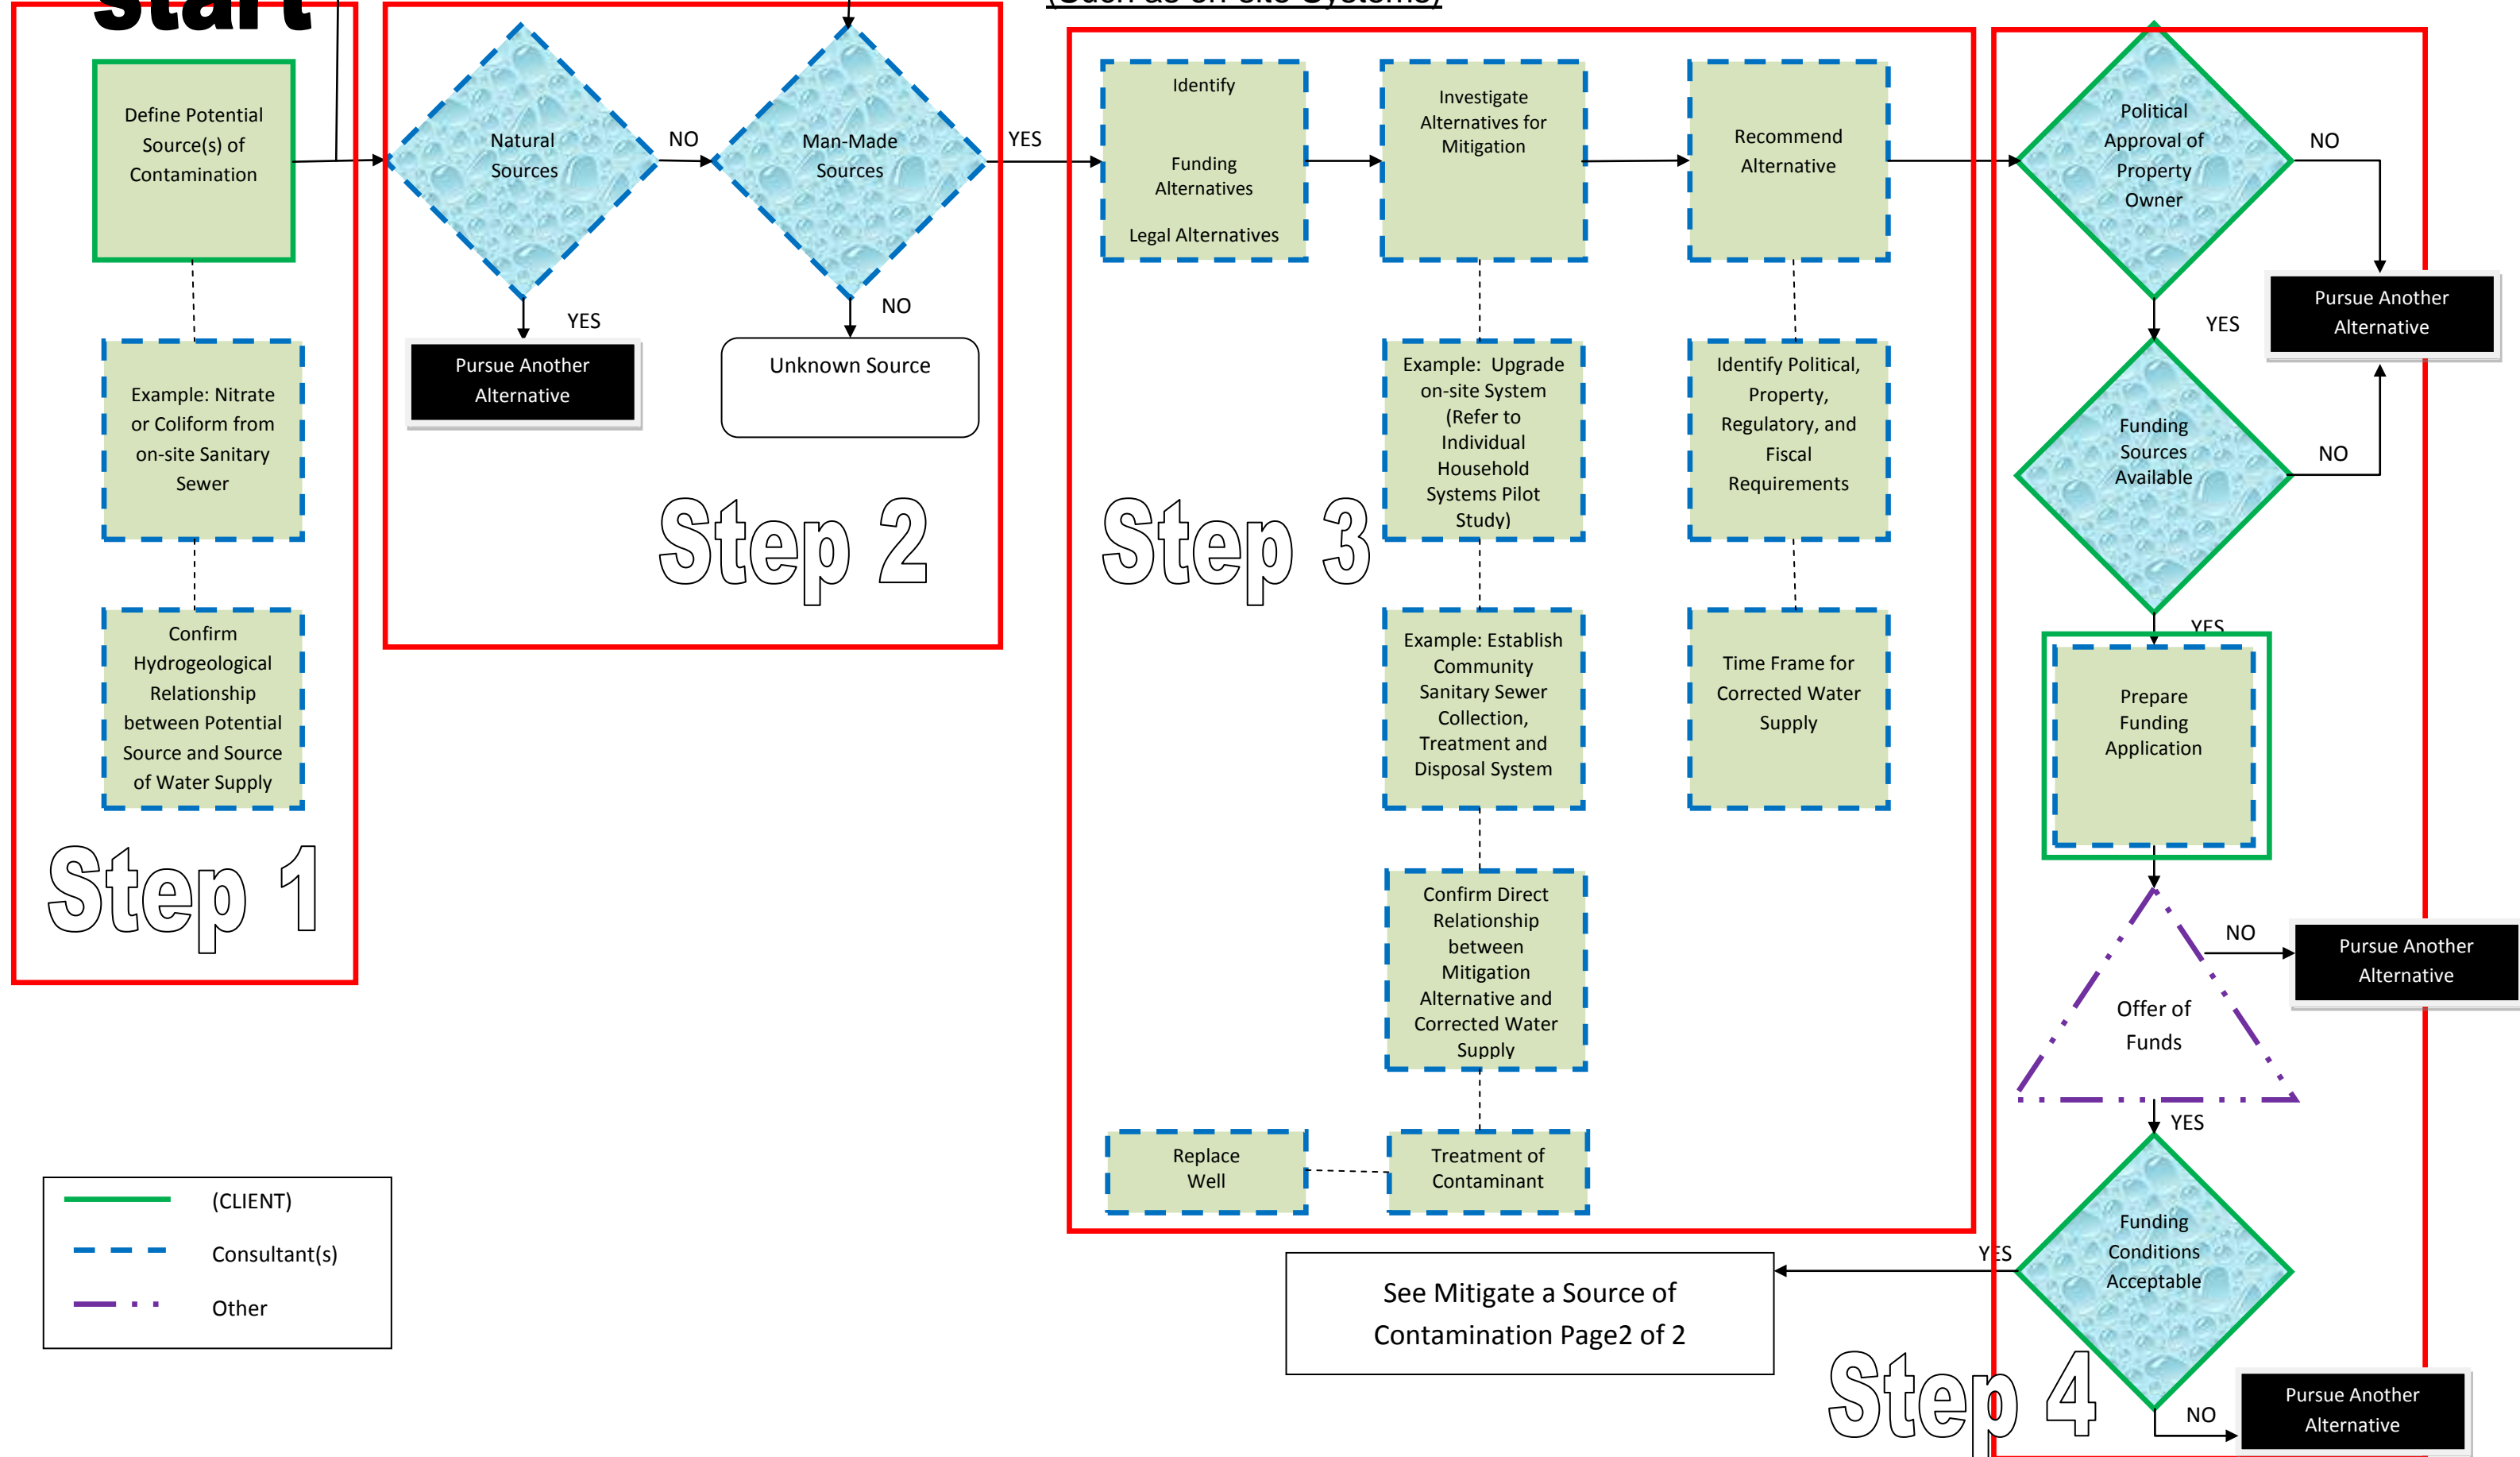 start
(Such as on-site Systems)
Define Potential
Source(s) of
Contamination
Example: Nitrate
or Coliform from
on-site Sanitary
Sewer
Confirm
Hydrogeological
Relationship
between Potential
Source and Source
of Water Supply
Step 1
Natural
Sources
NO
YES
Pursue Another
Alternative
Man-Made
Sources
YES
NO
Unknown Source
Step 2
Identify
Funding
Alternatives
Legal Alternatives
Investigate
Alternatives for
Mitigation
Example:  Upgrade
on-site System
(Refer to
Individual
Household
Systems Pilot
Study)
Example: Establish
Community
Sanitary Sewer
Collection,
Treatment and
Disposal System
Confirm Direct
Relationship
between
Mitigation
Alternative and
Corrected Water
Supply
Treatment of
Contaminant
Replace
Well
Recommend
Alternative
Identify Political,
Property,
Regulatory, and
Fiscal
Requirements
Time Frame for
Corrected Water
Supply
Step 3
Political
Approval of
Property
Owner
NO
Pursue Another
Alternative
YES
Funding
Sources
Available
NO
YES
Prepare
Funding
Application
Offer of
Funds
NO
Pursue Another
Alternative
YES
Funding
Conditions
Acceptable
YES
See Mitigate a Source of
Contamination Page2 of 2
NO
Pursue Another
Alternative
Step 4
(CLIENT)
Consultant(s)
Other